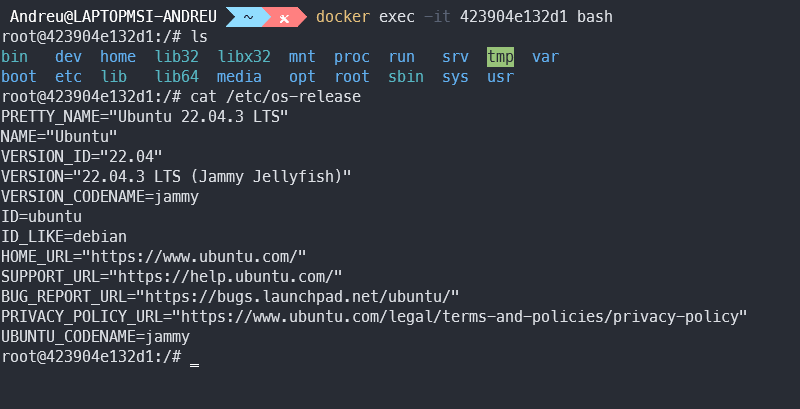 Andreu@LAPTOPMSI-ANDREU ~ × docker exec -it 423904e132d1 bash
root@423904e132d1:/# ls
bin dev home lib32 libx32 mnt proc run srv tmp var
boot etc lib lib64 media opt root sbin sys usr
root@423904e132d1:/# cat /etc/os-release
PRETTY_NAME="Ubuntu 22.04.3 LTS"
NAME="Ubuntu"
VERSION_ID="22.04"
VERSION="22.04.3 LTS (Jammy Jellyfish)"
VERSION_CODENAME=jammy
ID=ubuntu
ID_LIKE=debian
HOME_URL="https://www.ubuntu.com/"
SUPPORT_URL="https://help.ubuntu.com/"
BUG_REPORT_URL="https://bugs.launchpad.net/ubuntu/"
PRIVACY_POLICY_URL="https://www.ubuntu.com/legal/terms-and-policies/privacy-policy"
UBUNTU_CODENAME=jammy
root@423904e132d1:/# _